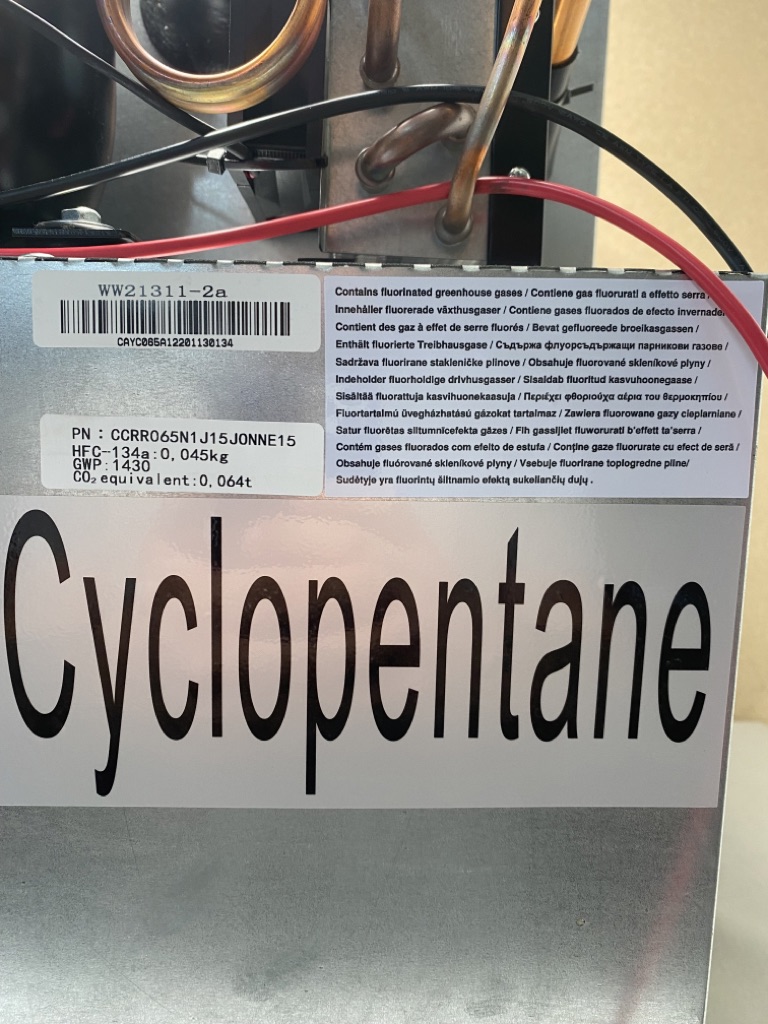 WW21311-2a
CAYC065A12201130134
PN : CCRR065N1J15J0NNE15
HFC-134a:0,045kg
GWP:1430
CO₂ equivalent:0,064t
Contains fluorinated greenhouse gases / Contiene gas fluorurati a effetto serra /
Innehåller fluorerade växthusgaser / Contiene gases fluorados de efecto invernade
Contient des gaz à effet de serre fluorés / Bevat gefluoreede broeikasgassen /
Enthält fluorierte Treibhausgase / Съдържа флуорсъдържащи парникови газове /
Sadržava fluorirane stakleničke plinove / Obsahuje fluorované skleníkové plyny /
Indeholder fluorholdige drivhusgasser / Sisaldab fluoritud kasvuhoonegaase /
Sisältää fluorattuja kasvihuonekaasuja / Περιέχει φθοριούχα αέρια του θερμοκηπίου /
Fluortartalmú üvegházhatású gázokat tartalmaz / Zawiera fluorowane gazy cieplarniane /
Satur fluorētas siltumnīcefekta gāzes / Fih gassijiet fluworurati b'effett ta'serra /
Contém gases fluorados com efeito de estufa / Conține gaze fluorurate cu efect de seră /
Obsahuje fluórované skleníkové plyny / Vsebuje fluorirane toplogredne pline/
Sudėtyje yra fluorintų šiltnamio efektą sukeliančių dujų .
Cyclopentane